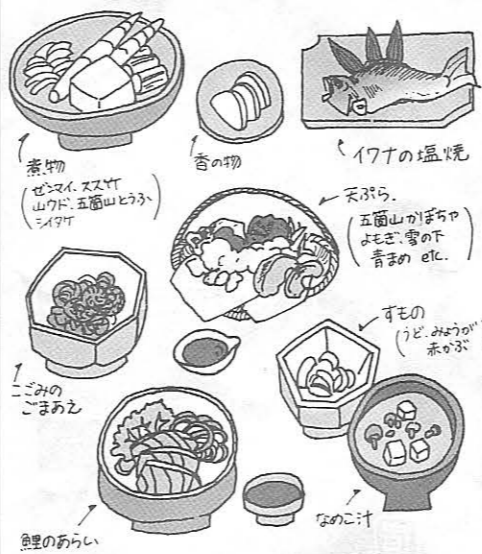 煮物
(ゼンマイ、ススタケ
山ウド、五箇山とうふ
シイタケ)
香の物
イワナの塩焼
天ぷら、
(五箇山かぼちゃ
よもぎ、雪の下
青まめ etc.)
すもの
(うど、みょうが
赤かぶ)
こごみの
ごまあえ
鯉のあらい
なめこ汁